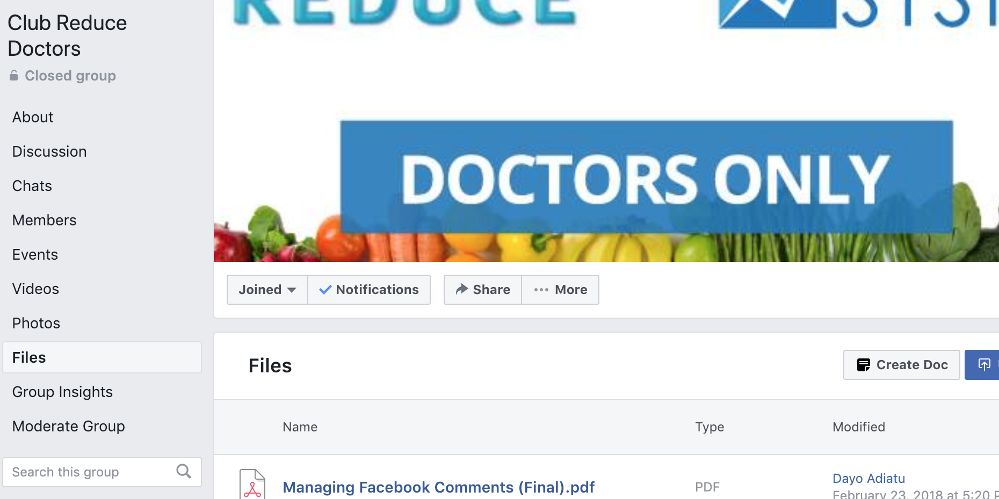 Club Reduce
Doctors
Closed group
About
Discussion
Chats
Members
Events
Videos
Photos
Files
Group Insights
Moderate Group
Search this group
REDUCE
DOCTORS ONLY
Joined
Notifications
Share
More
Files
Create Doc
Name Type Modified
Managing Facebook Comments (Final).pdf PDF Dayo Adiatu
February 23, 2018 at 5:20